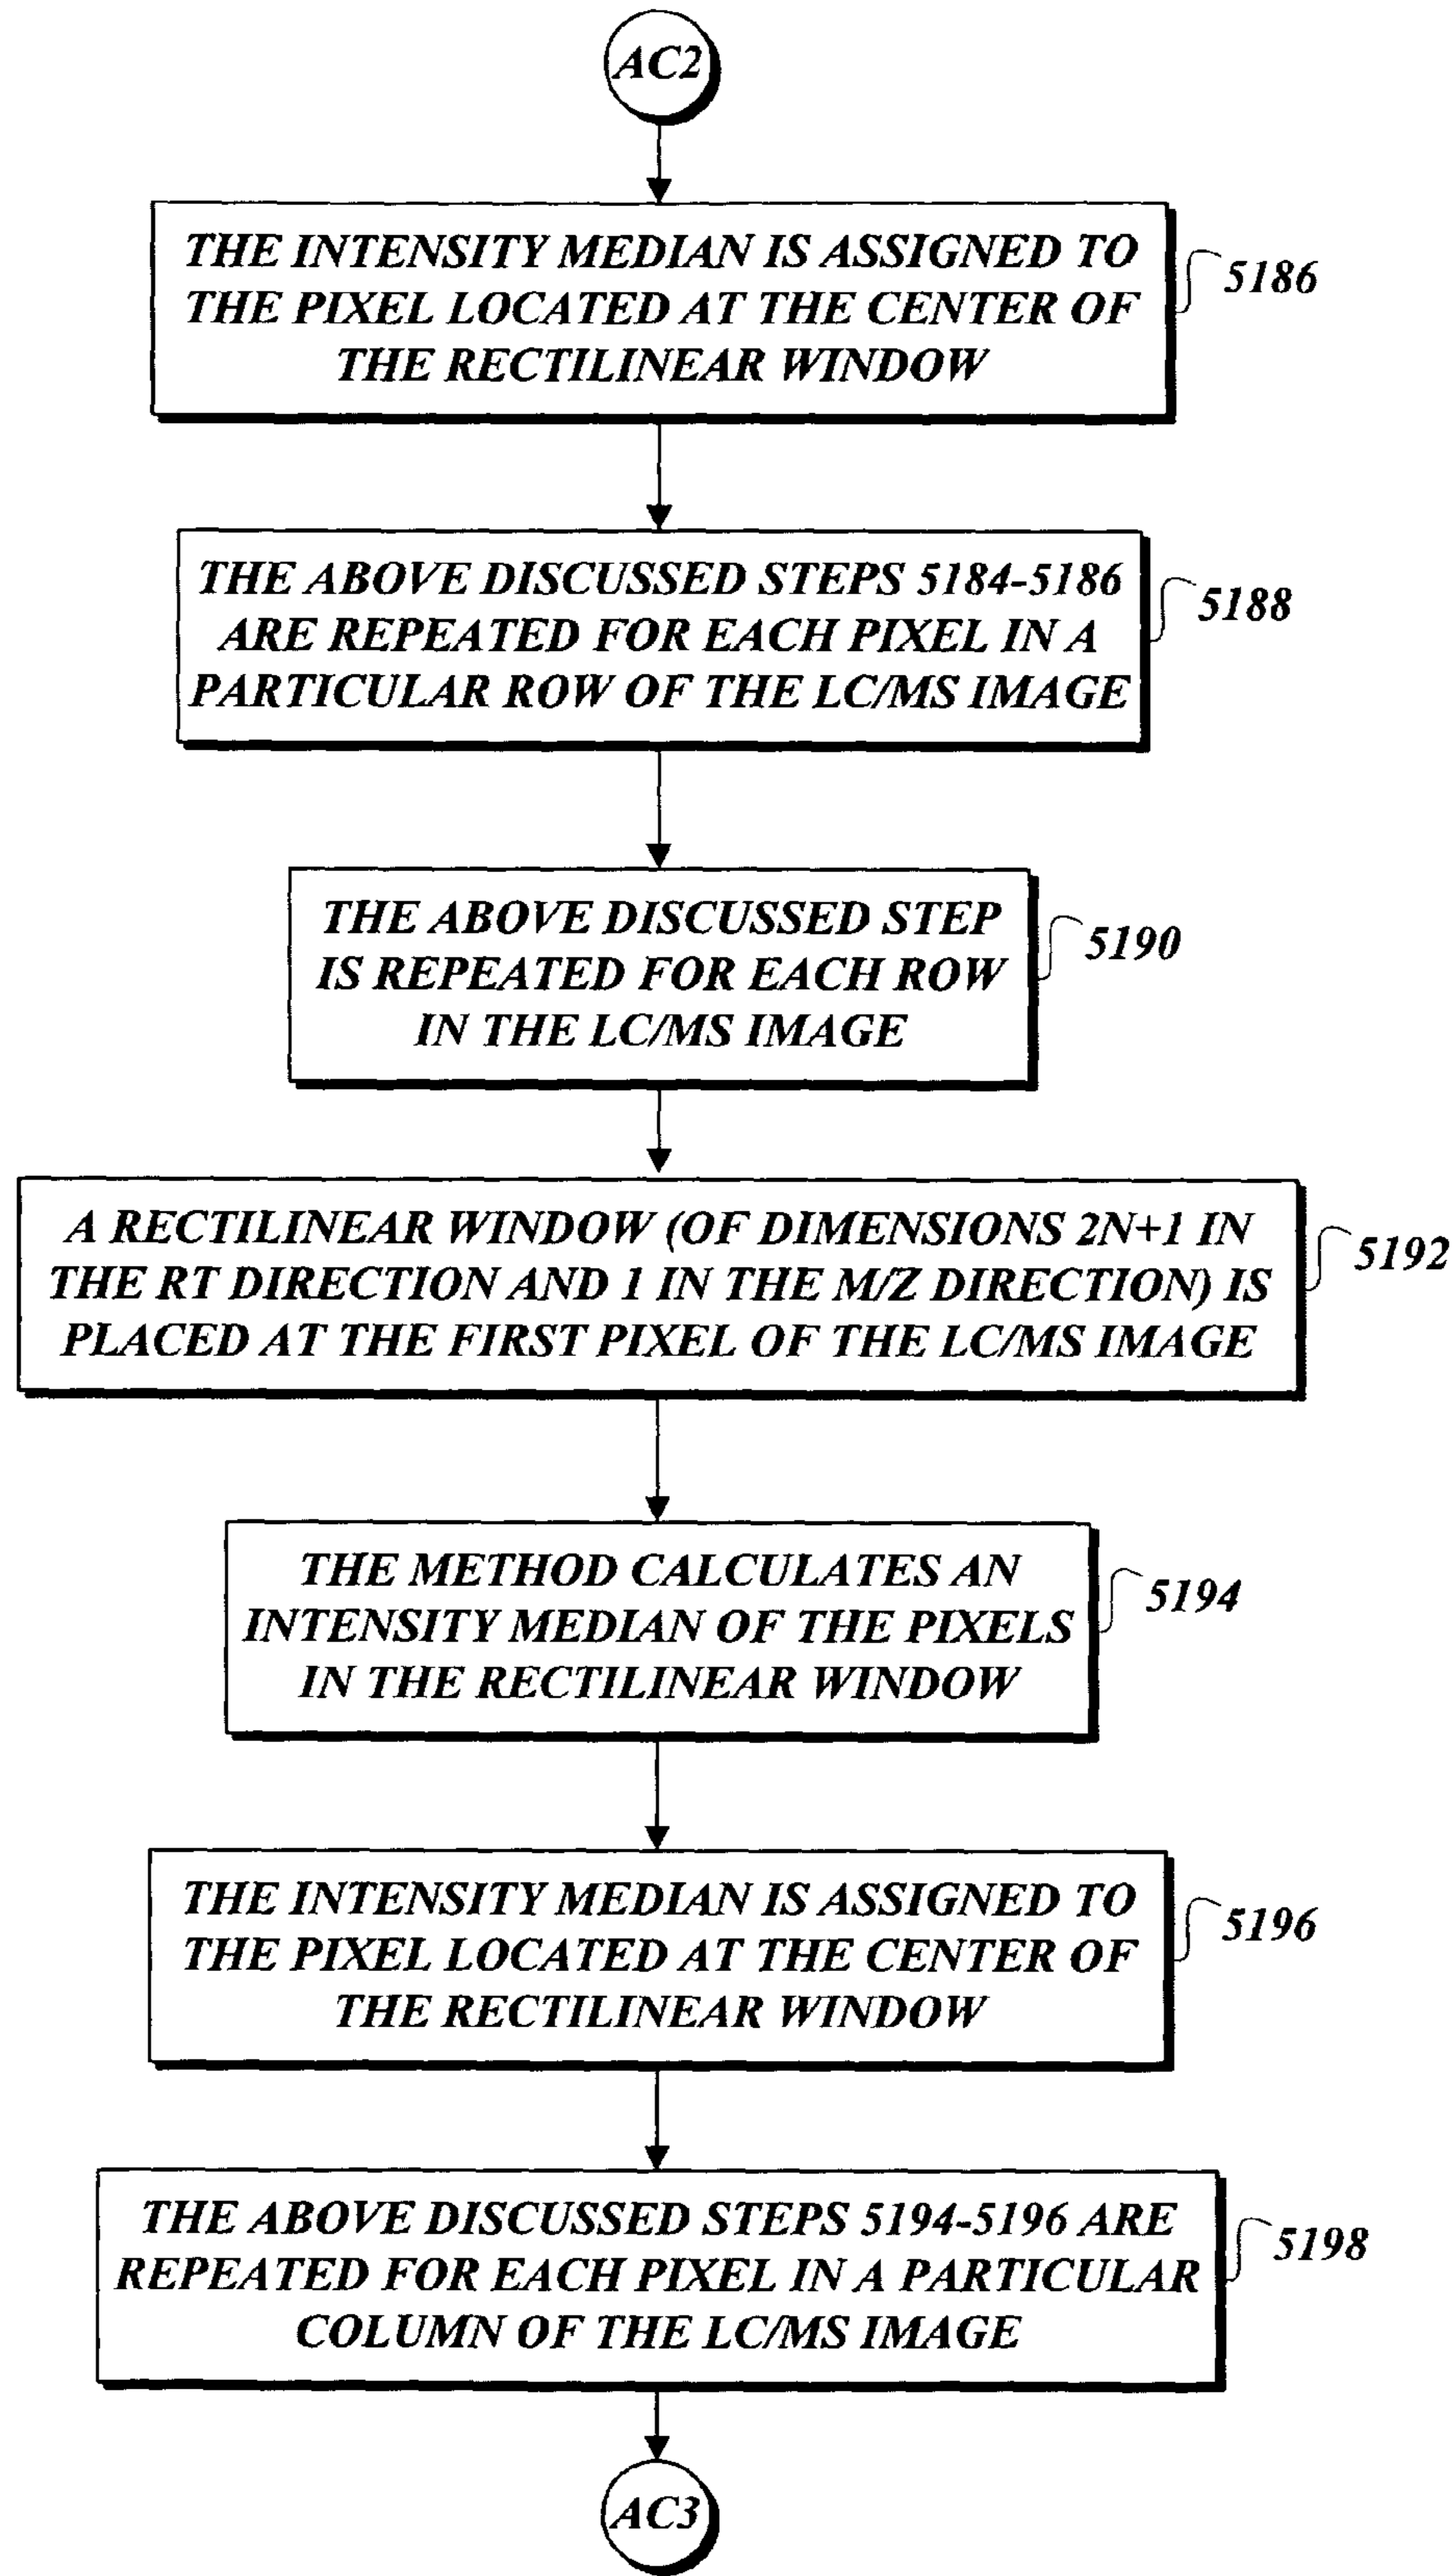 AC2
THE INTENSITY MEDIAN IS ASSIGNED TO
THE PIXEL LOCATED AT THE CENTER OF
THE RECTILINEAR WINDOW
5186
THE ABOVE DISCUSSED STEPS 5184-5186
ARE REPEATED FOR EACH PIXEL IN A
PARTICULAR ROW OF THE LC/MS IMAGE
5188
THE ABOVE DISCUSSED STEP
IS REPEATED FOR EACH ROW
IN THE LC/MS IMAGE
5190
A RECTILINEAR WINDOW (OF DIMENSIONS 2N+1 IN
THE RT DIRECTION AND 1 IN THE M/Z DIRECTION) IS
PLACED AT THE FIRST PIXEL OF THE LC/MS IMAGE
5192
THE METHOD CALCULATES AN
INTENSITY MEDIAN OF THE PIXELS
IN THE RECTILINEAR WINDOW
5194
THE INTENSITY MEDIAN IS ASSIGNED TO
THE PIXEL LOCATED AT THE CENTER OF
THE RECTILINEAR WINDOW
5196
THE ABOVE DISCUSSED STEPS 5194-5196 ARE
REPEATED FOR EACH PIXEL IN A PARTICULAR
COLUMN OF THE LC/MS IMAGE
5198
AC3